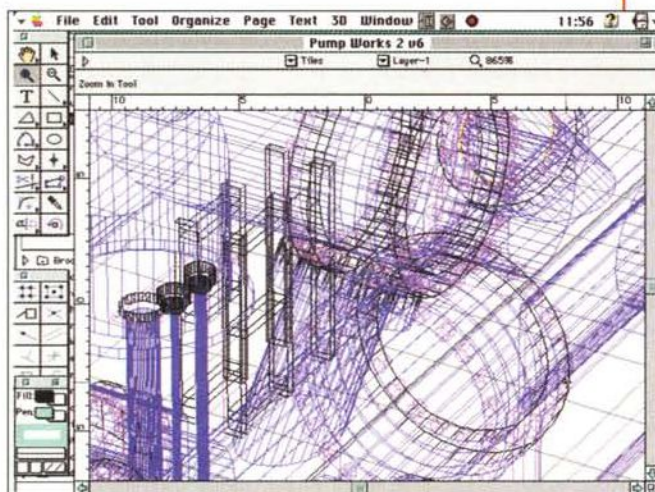 File Edit Tool Organize Page Text 3D Window 11:56
Pump Works 2 v6
Tiles Layer-1 865%
Zoom In Tool
10 5 0 5 10
T
Fill:
Pen: